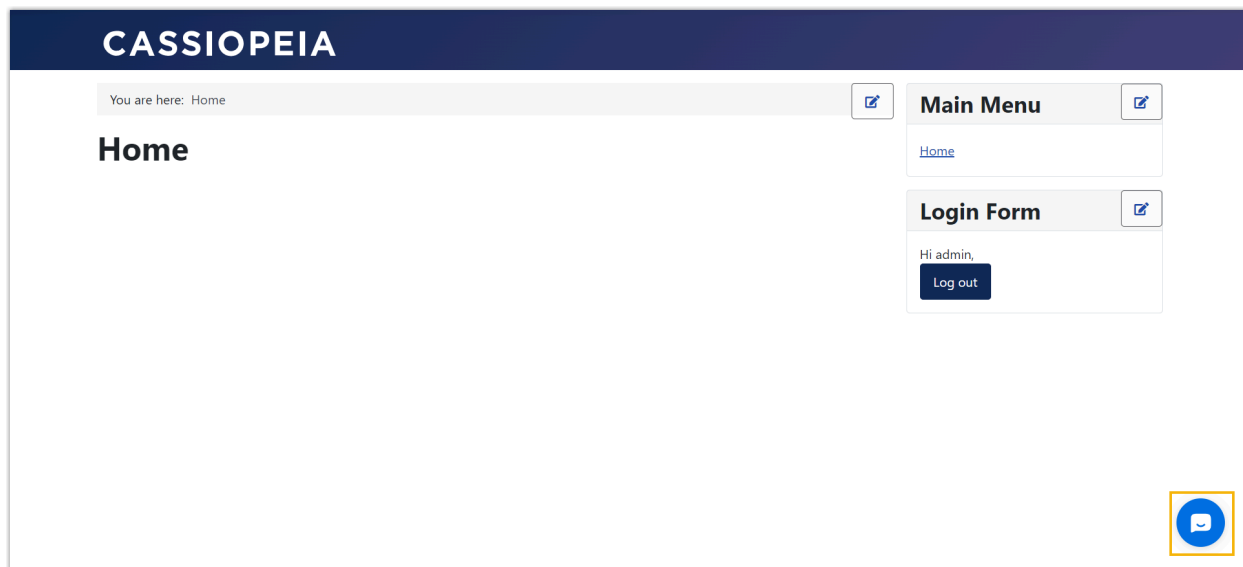 CASSIOPEIA
You are here: Home
Home
Main Menu
Home
Login Form
Hi admin,
Log out